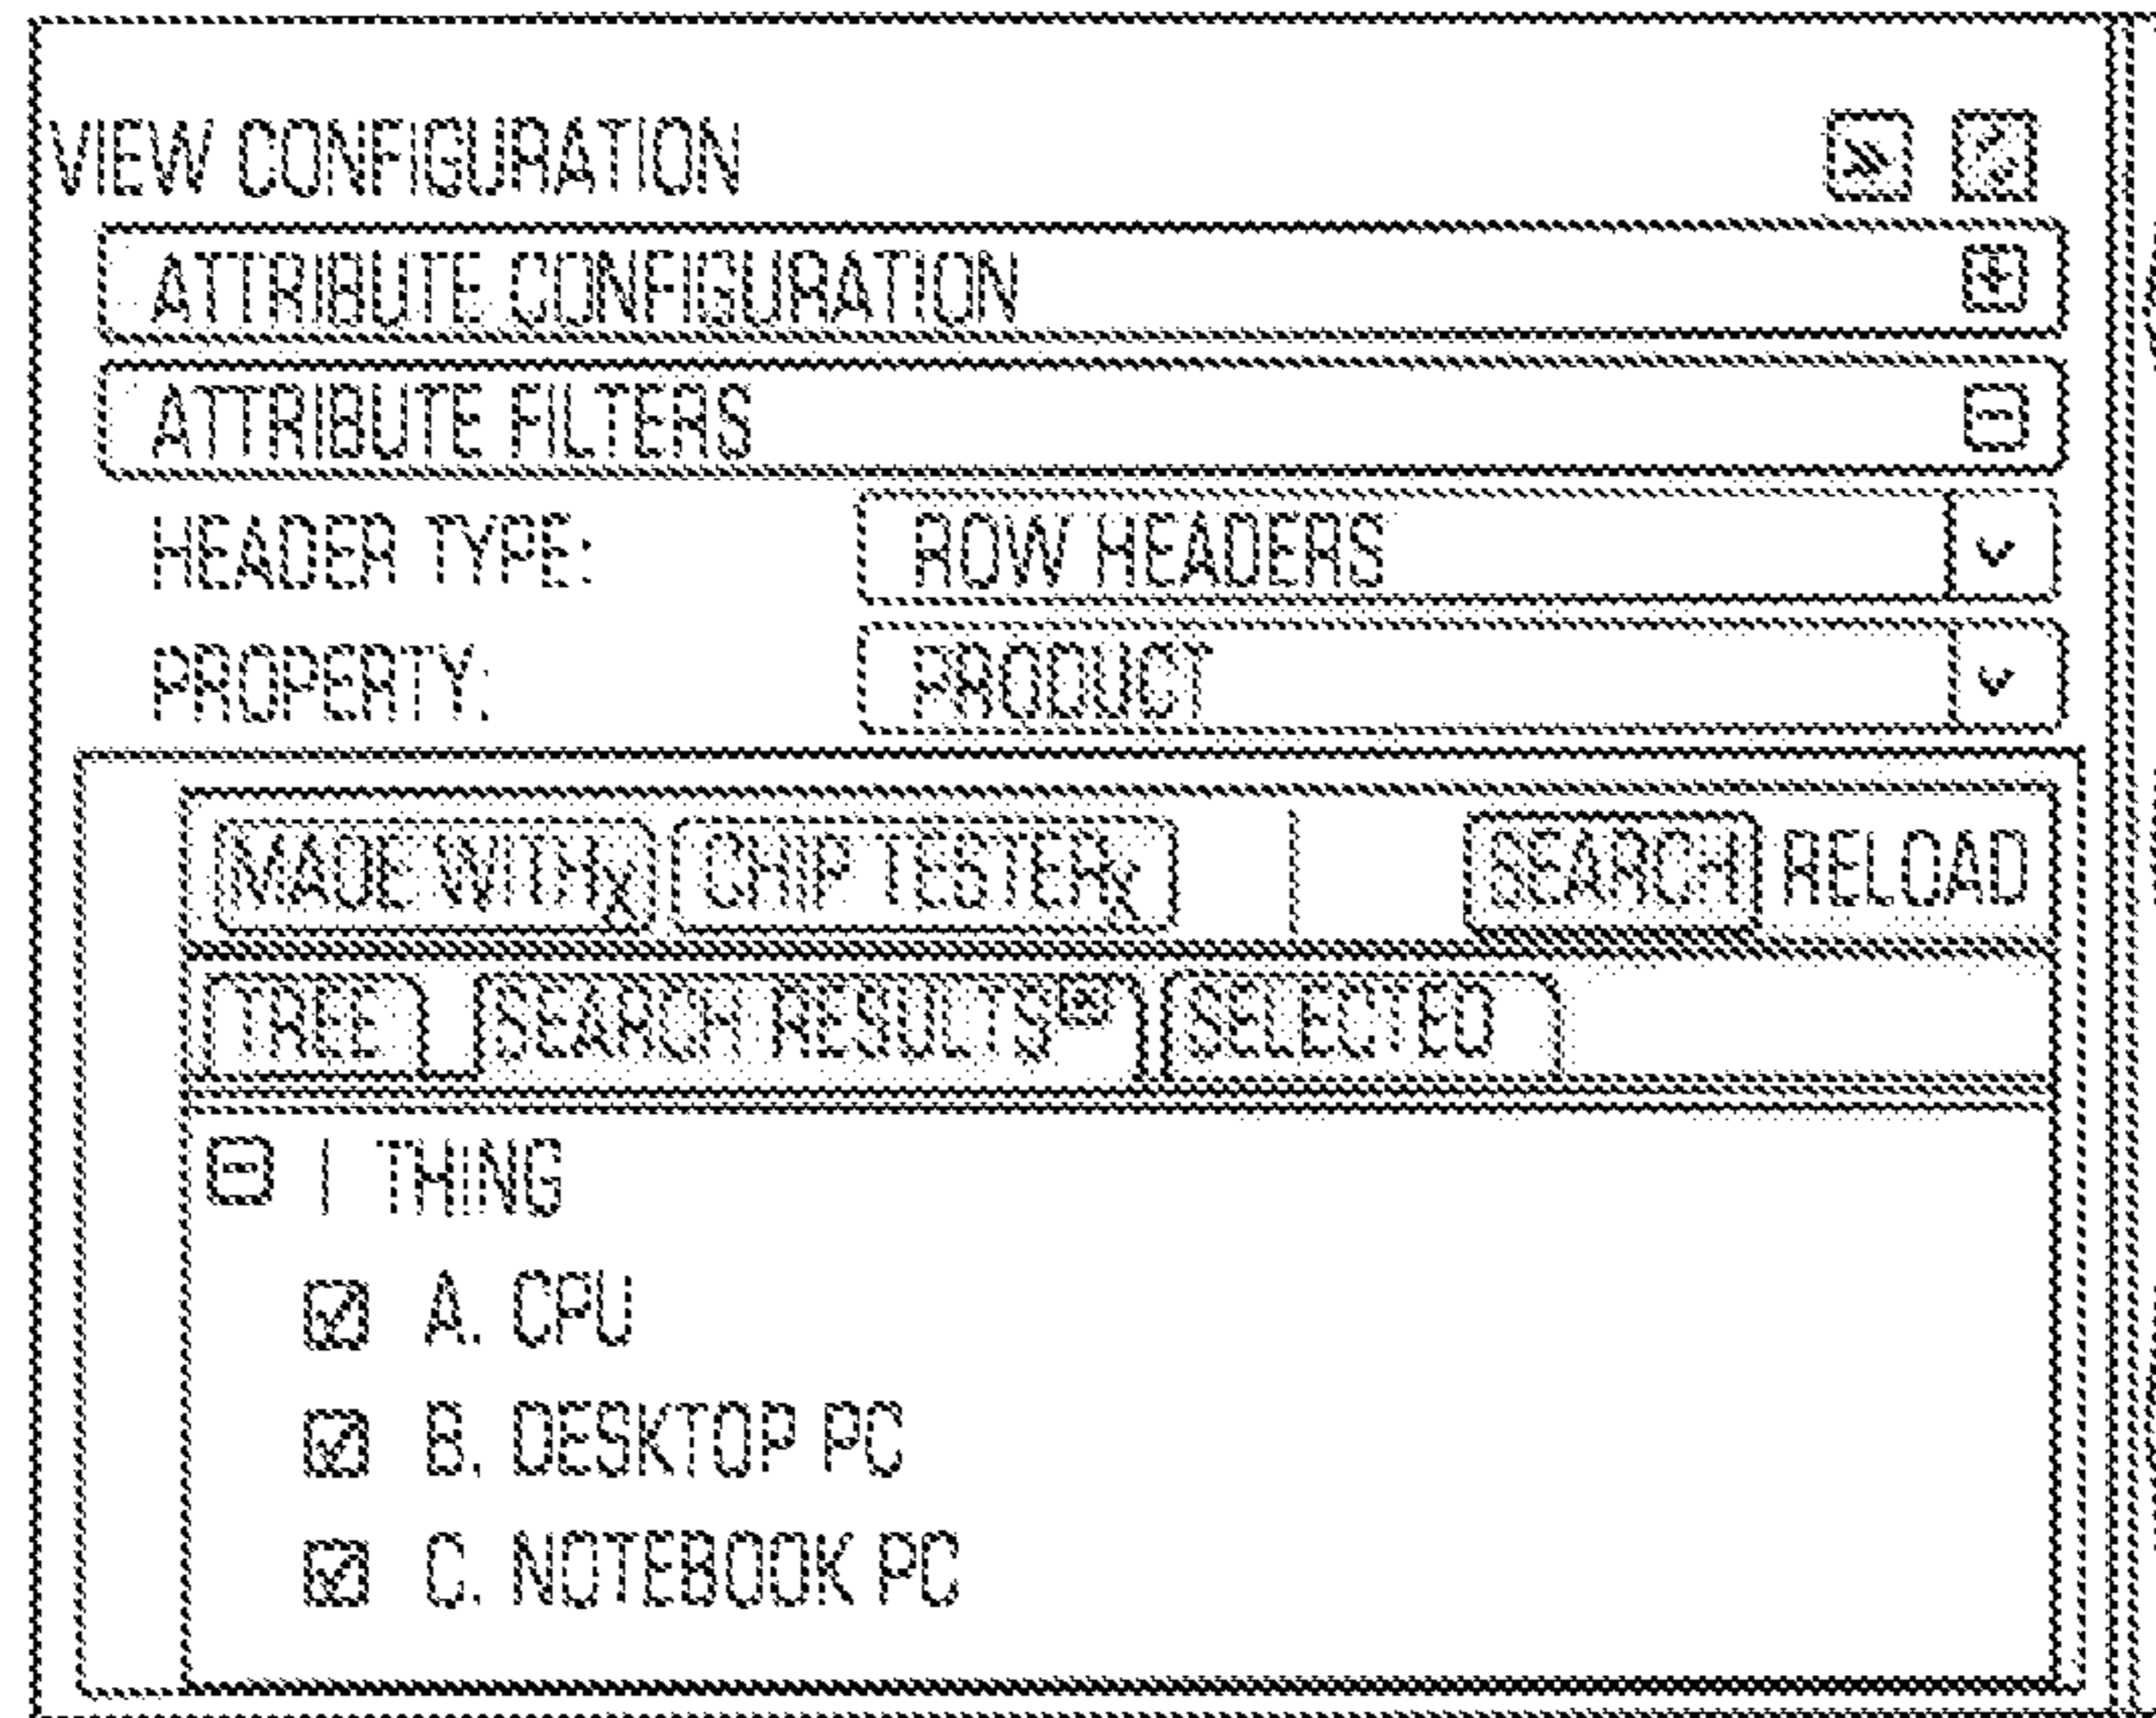 VIEW CONFIGURATION
ATTRIBUTE CONFIGURATION
ATTRIBUTE FILTERS
HEADER TYPE: ROW HEADERS
PROPERTY: PRODUCT
MADE WITH X CHIP TESTER X SEARCH RELOAD
TREE SEARCH RESULTS SELECTED
I THING
A. CPU
B. DESKTOP PC
C. NOTEBOOK PC